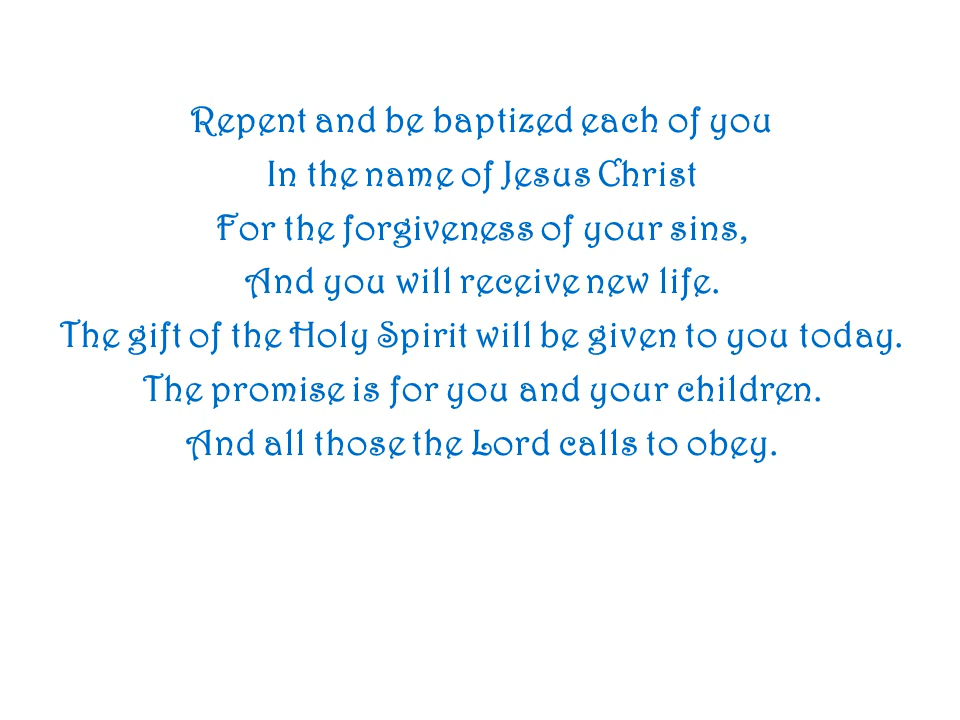 Repent and be baptized each of you
In the name of Jesus Christ
For the forgiveness of your sins,
And you will receive new life.
The gift of the Holy Spirit will be given to you today.
The promise is for you and your children.
And all those the Lord calls to obey.